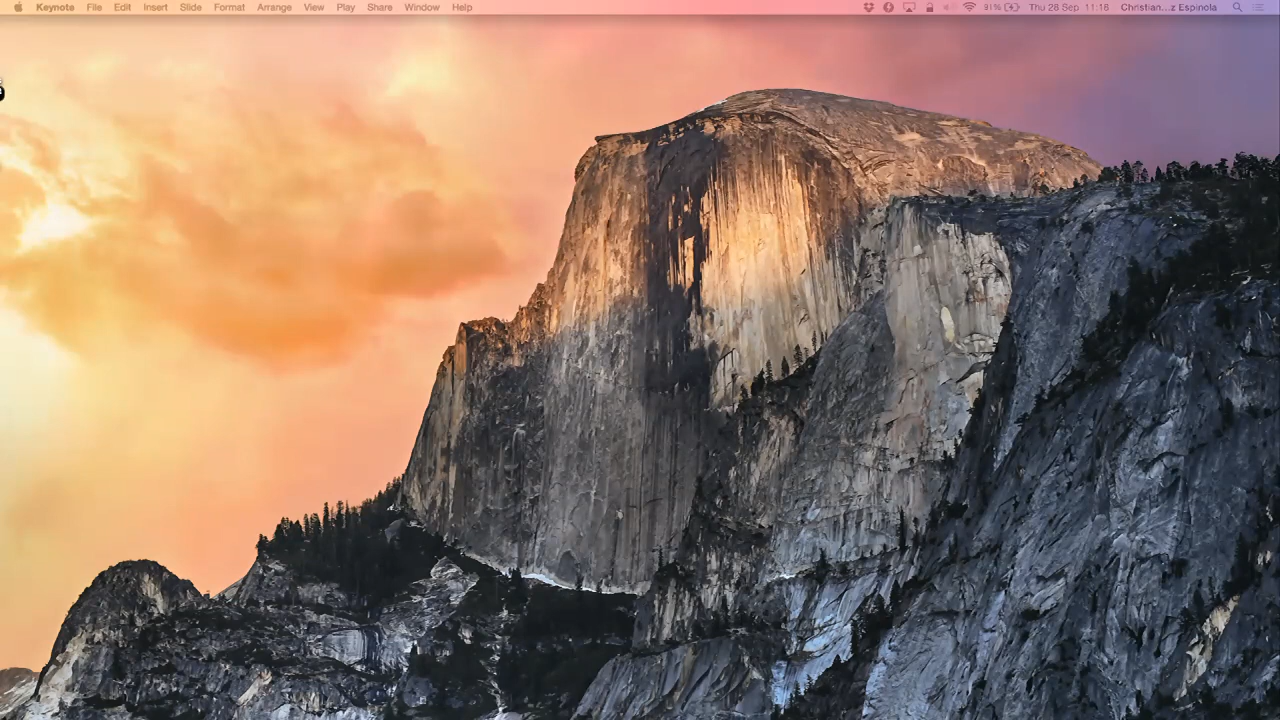 Keynote File Edit Insert Slide Format Arrange View Play Share Window Help 91% Thu 28 Sep 11:18 Christian...z Espinola